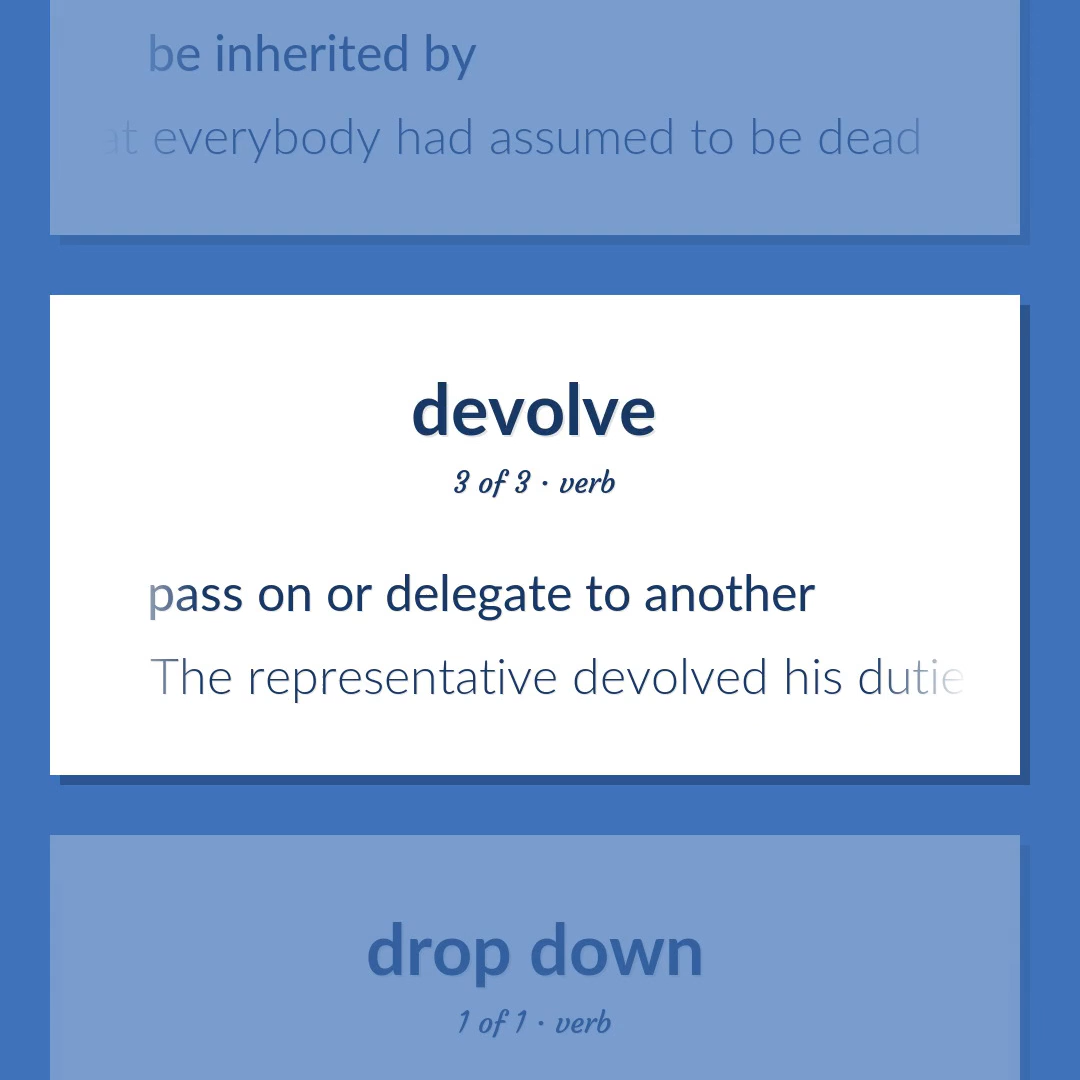 be inherited by
at everybody had assumed to be dead
devolve
3 of 3 · verb
pass on or delegate to another
The representative devolved his dutie
drop down
1 of 1 · verb